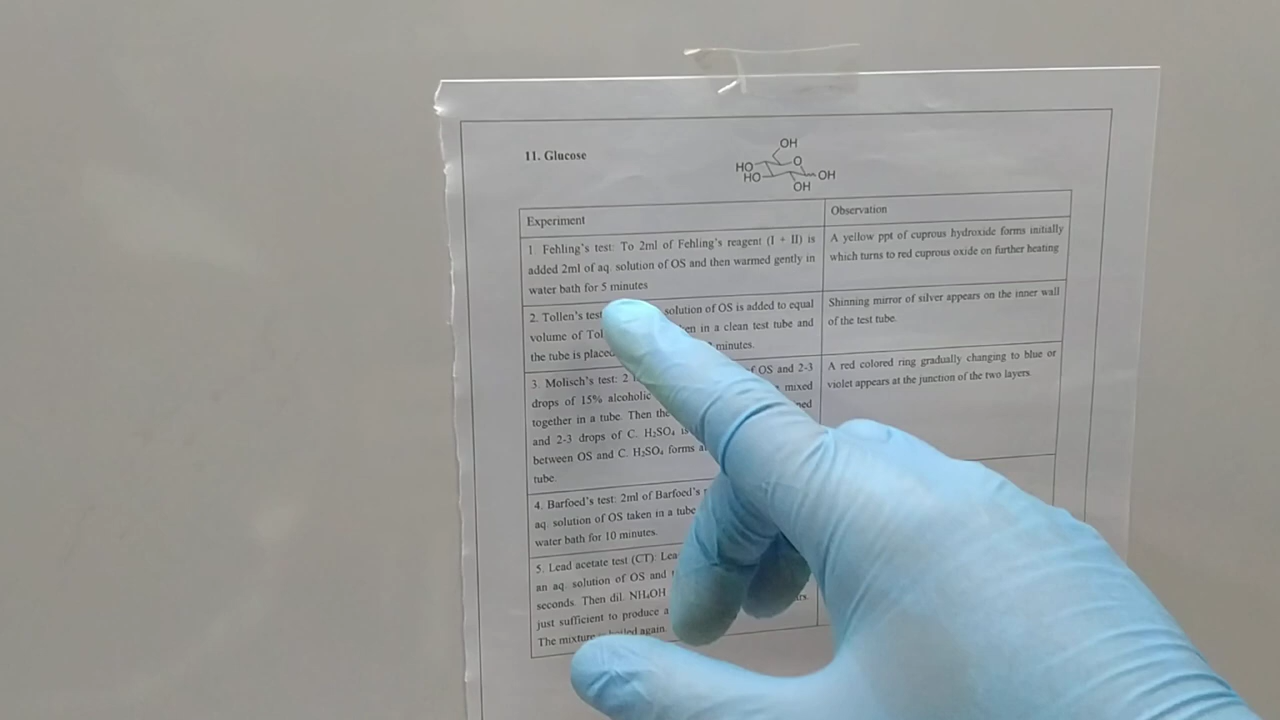 11. Glucose
OH
O
HO
HO
OH
OH
Experiment
Observation
1. Fehling's test: To 2ml of Fehling's reagent (I + II) is
added 2ml of aq. solution of OS and then warmed gently in
water bath for 5 minutes
A yellow ppt of cuprous hydroxide forms initially
which turns to red cuprous oxide on further heating
2. Tollen's test solution of OS is added to equal
volume of in a clean test tube and
the tube is minutes.
Shinning mirror of silver appears on the inner wall
of the test tube.
3. Molisch's test: 2 of OS and 2-3
drops of 15% alcoholic mixed
together in a tube. Then the
and 2-3 drops of C. H₂SO₄
between OS and C. H₂SO₄ forms
tube.
A red colored ring gradually changing to blue or
violet appears at the junction of the two layers.
4. Barfoed's test: 2ml of Barfoed's
aq. solution of OS taken in a tube
water bath for 10 minutes.
5. Lead acetate test (CT):
an aq. solution of OS and
seconds. Then dil. NH₄OH
just sufficient to produce a
The mixture again.